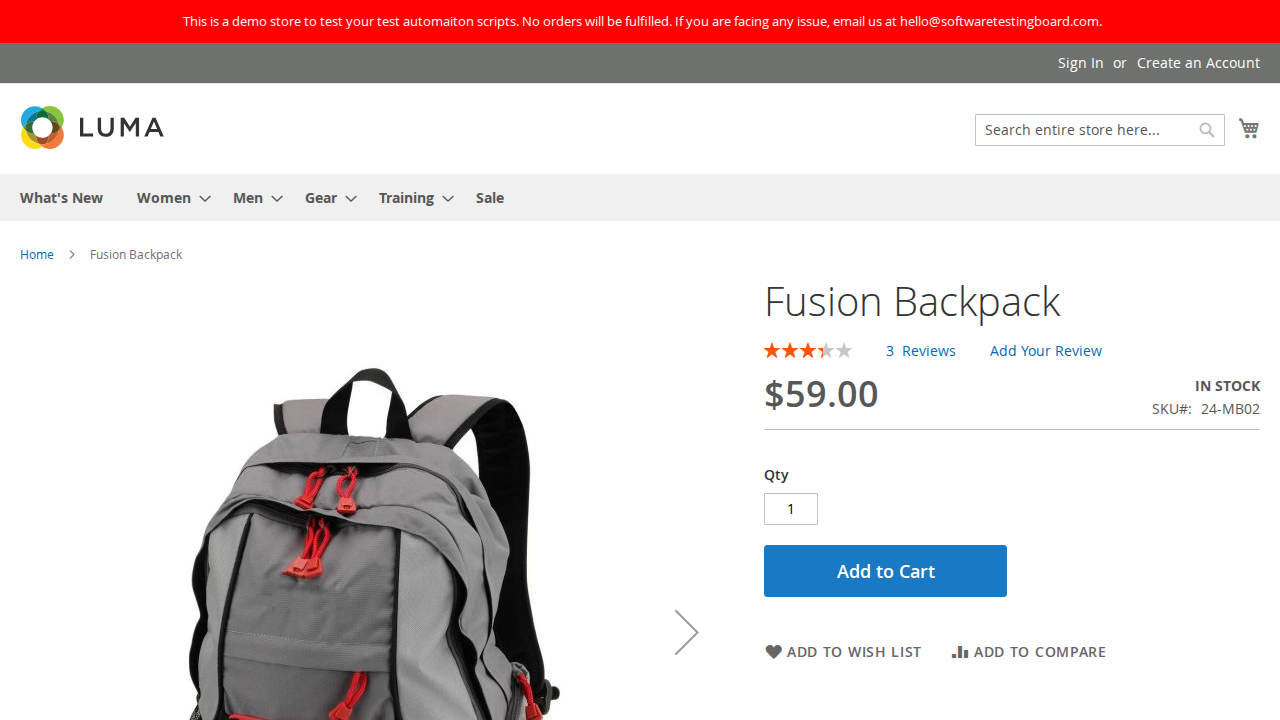 This is a demo store to test your test automaiton scripts. No orders will be fulfilled. If you are facing any issue, email us at hello@softwaretestingboard.com.
Sign In or Create an Account
LUMA
Search entire store here...
What's New Women Men Gear Training Sale
Home Fusion Backpack
Fusion Backpack
3 Reviews Add Your Review
$59.00
IN STOCK
SKU#: 24-MB02
Qty
1
Add to Cart
ADD TO WISH LIST ADD TO COMPARE